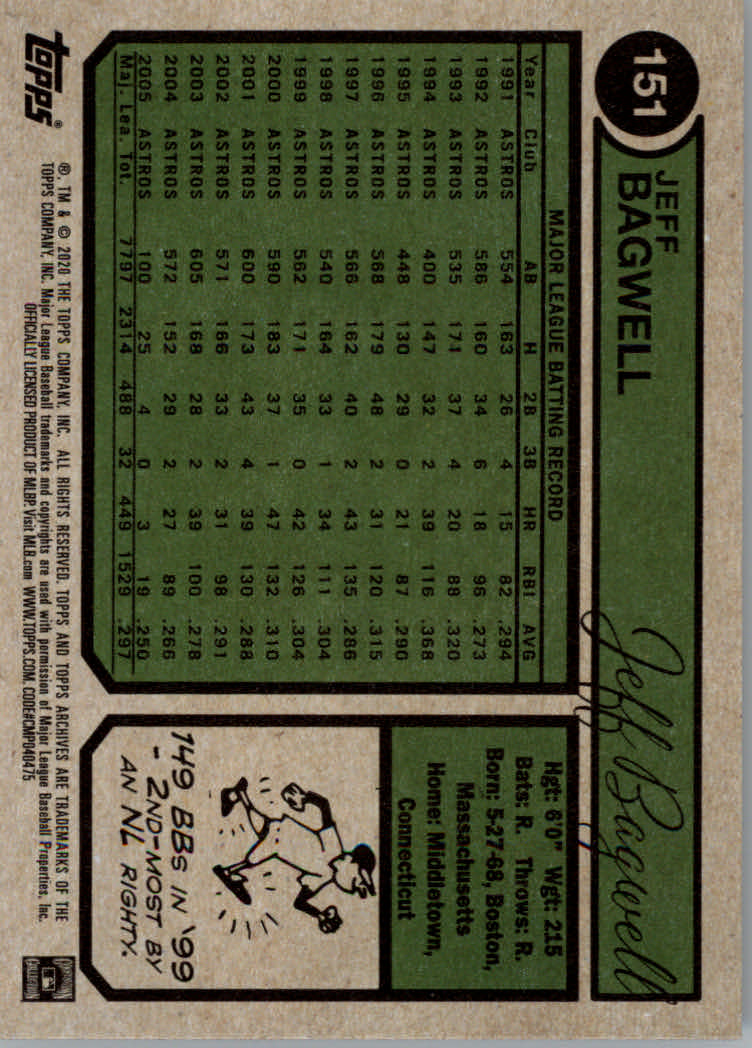 151
JEFF
BAGWELL
Jeff Bagwell
MAJOR LEAGUE BATTING RECORD
Year Club AB H 2B 3B HR RBI AVG
1991 ASTROS 554 163 26 4 15 82 .294
1992 ASTROS 586 160 34 6 18 96 .273
1993 ASTROS 535 171 37 4 20 88 .320
1994 ASTROS 400 147 32 2 39 116 .368
1995 ASTROS 448 130 29 0 21 87 .290
1996 ASTROS 568 179 48 2 31 120 .315
1997 ASTROS 566 162 40 2 43 135 .286
1998 ASTROS 540 164 33 1 34 111 .304
1999 ASTROS 562 171 35 0 42 126 .304
2000 ASTROS 590 183 37 1 47 132 .310
2001 ASTROS 600 173 43 4 39 130 .288
2002 ASTROS 571 166 33 2 31 98 .291
2003 ASTROS 605 168 28 2 39 100 .278
2004 ASTROS 572 152 29 2 27 89 .266
2005 ASTROS 100 25 4 0 3 19 .250
Maj. Lea. Tot. 7797 2314 488 32 449 1529 .297
Hgt: 6'0" Wgt: 215
Bats: R. Throws: R.
Born: 5-27-68, Boston,
Massachusetts
Home: Middletown,
Connecticut
149 BBs IN '99
- 2ND-MOST BY
AN NL RIGHTY.
topps®
®, TM & © 2020 THE TOPPS COMPANY, INC. ALL RIGHTS RESERVED. TOPPS AND TOPPS ARCHIVES ARE TRADEMARKS OF THE
TOPPS COMPANY, INC. Major League Baseball trademarks and copyrights are used with permission of Major League Baseball Properties, Inc.
OFFICIALLY LICENSED PRODUCT OF MLBP. Visit MLB.com WWW.TOPPS.COM. CODE#CMP040475
COOPERSTOWN
COLLECTION